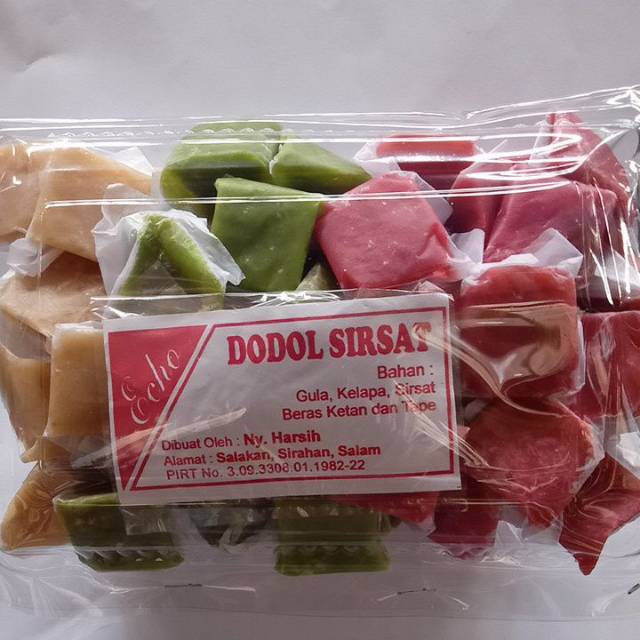 Echo
DODOL SIRSAT
Bahan :
Gula, Kelapa, Sirsat
Beras Ketan dan Tape
Dibuat Oleh : Ny. Harsih
Alamat : Salakan, Sirahan, Salam
PIRT No. 3.09.3308.01.1982-22